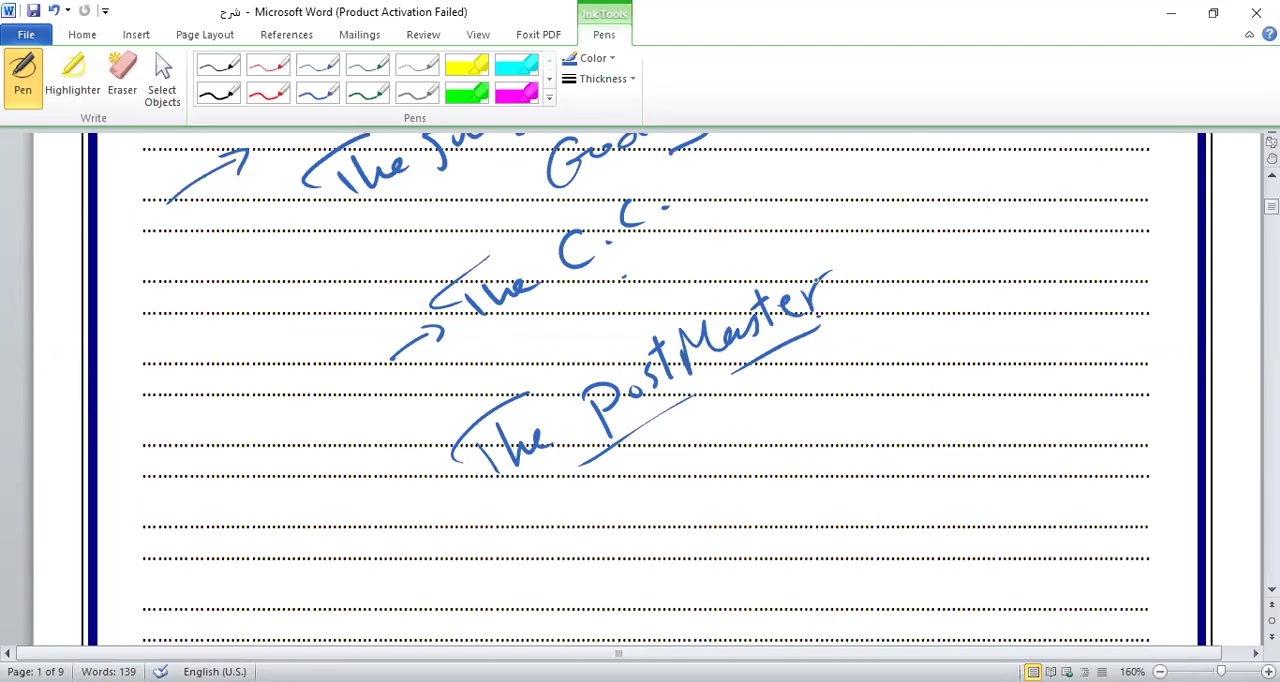 شرح - Microsoft Word (Product Activation Failed)
Ink Tools
File Home Insert Page Layout References Mailings Review View Foxit PDF Pens
Pen Highlighter Eraser Select Objects
Color
Thickness
Write Pens
The
The C.C.
The PostMaster
Page: 1 of 9 Words: 139 English (U.S.) 160%